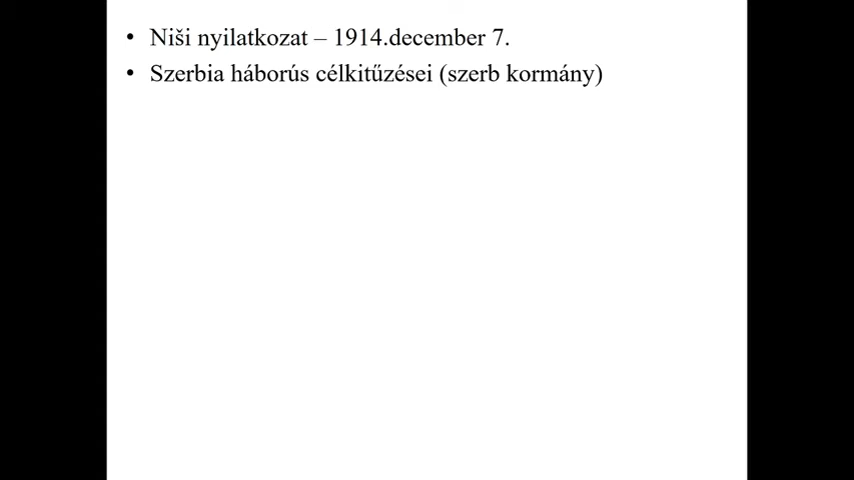 • Niši nyilatkozat – 1914.december 7.
• Szerbia háborús célkitűzései (szerb kormány)